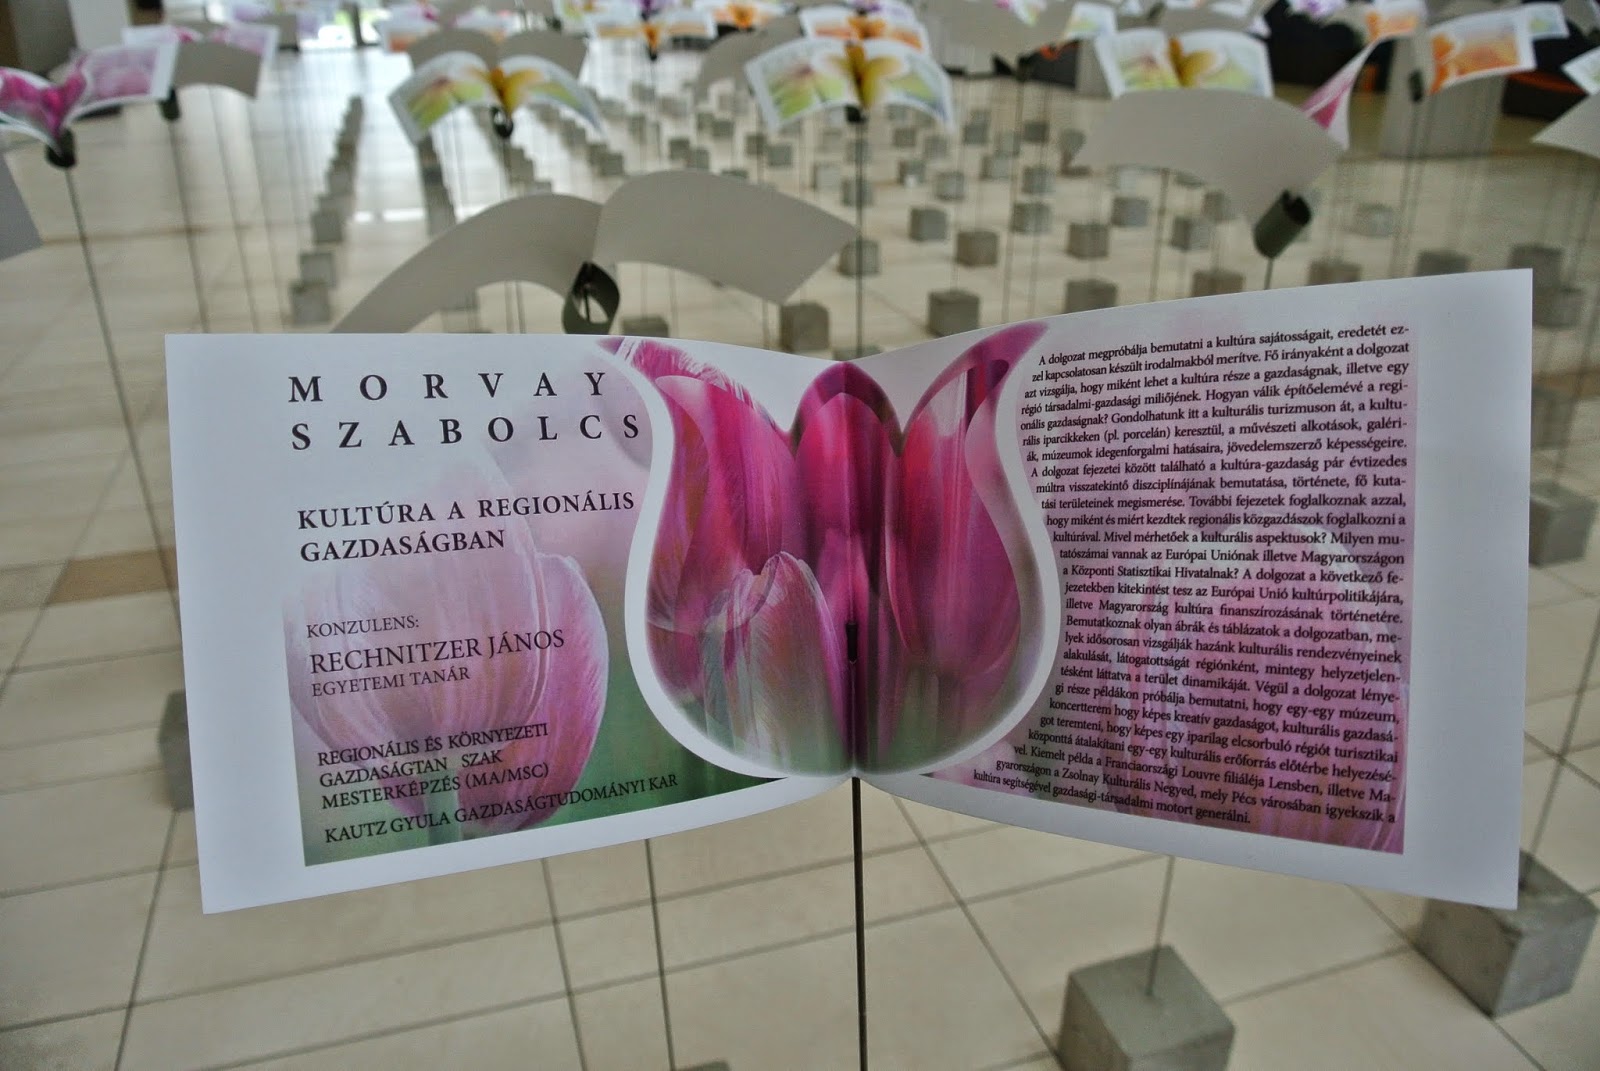 MORVAY
SZABOLCS
KULTÚRA A REGIONÁLIS
GAZDASÁGBAN
KONZULENS:
RECHNITZER JÁNOS
EGYETEMI TANÁR
REGIONÁLIS ÉS KÖRNYEZETI
GAZDASÁGTAN SZAK
MESTERKÉPZÉS (MA/MSC)
KAUTZ GYULA GAZDASÁGTUDOMÁNYI KAR
A dolgozat megpróbálja bemutatni a kultúra sajátosságait, eredetét ez-
zel kapcsolatosan készült irodalmakból merítve. Fő irányaként a dolgozat
azt vizsgálja, hogy miként lehet a kultúra része a gazdaságnak, illetve egy
régió társadalmi-gazdasági miliőjének. Hogyan válik építőelemévé a regi-
onális gazdaságnak? Gondolhatunk itt a kulturális turizmuson át, a kultu-
rális iparcikkeken (pl. porcelán) keresztül, a művészeti alkotások, galéri-
ák, múzeumok idegenforgalmi hatásaira, jövedelemszerző képességeire.
A dolgozat fejezetei között található a kultúra-gazdaság pár évtizedes
múltra visszatekintő diszciplínájának bemutatása, története, fő kuta-
tási területeinek megismerése. További fejezetek foglalkoznak azzal,
hogy miként és miért kezdtek regionális közgazdászok foglalkozni a
kultúrával. Mivel mérhetőek a kulturális aspektusok? Milyen mu-
tatószámai vannak az Európai Uniónak illetve Magyarországon
a Központi Statisztikai Hivatalnak? A dolgozat a következő fe-
jezetekben kitekintést tesz az Európai Unió kultúrpolitikájára,
illetve Magyarország kultúra finanszírozásának történetére.
Bemutatkoznak olyan ábrák és táblázatok a dolgozatban, me-
lyek idősorosan vizsgálják hazánk kulturális rendezvényeinek
alakulását, látogatottságát régiónként, mintegy helyzetjelen-
tésként láttatva a terület dinamikáját. Végül a dolgozat lénye-
gi része példákon próbálja bemutatni, hogy egy-egy múzeum,
koncertterem hogy képes kreatív gazdaságot, kulturális gazdasá-
got teremteni, hogy képes egy iparilag elcsorbuló régiót turisztikai
központtá átalakítani egy-egy kulturális erőforrás előtérbe helyezésé-
vel. Kiemelt példa a Franciaországi Louvre filiáléja Lensben, illetve Ma-
gyarországon a Zsolnay Kulturális Negyed, mely Pécs városában igyekszik a
kultúra segítségével gazdasági-társadalmi motort generálni.